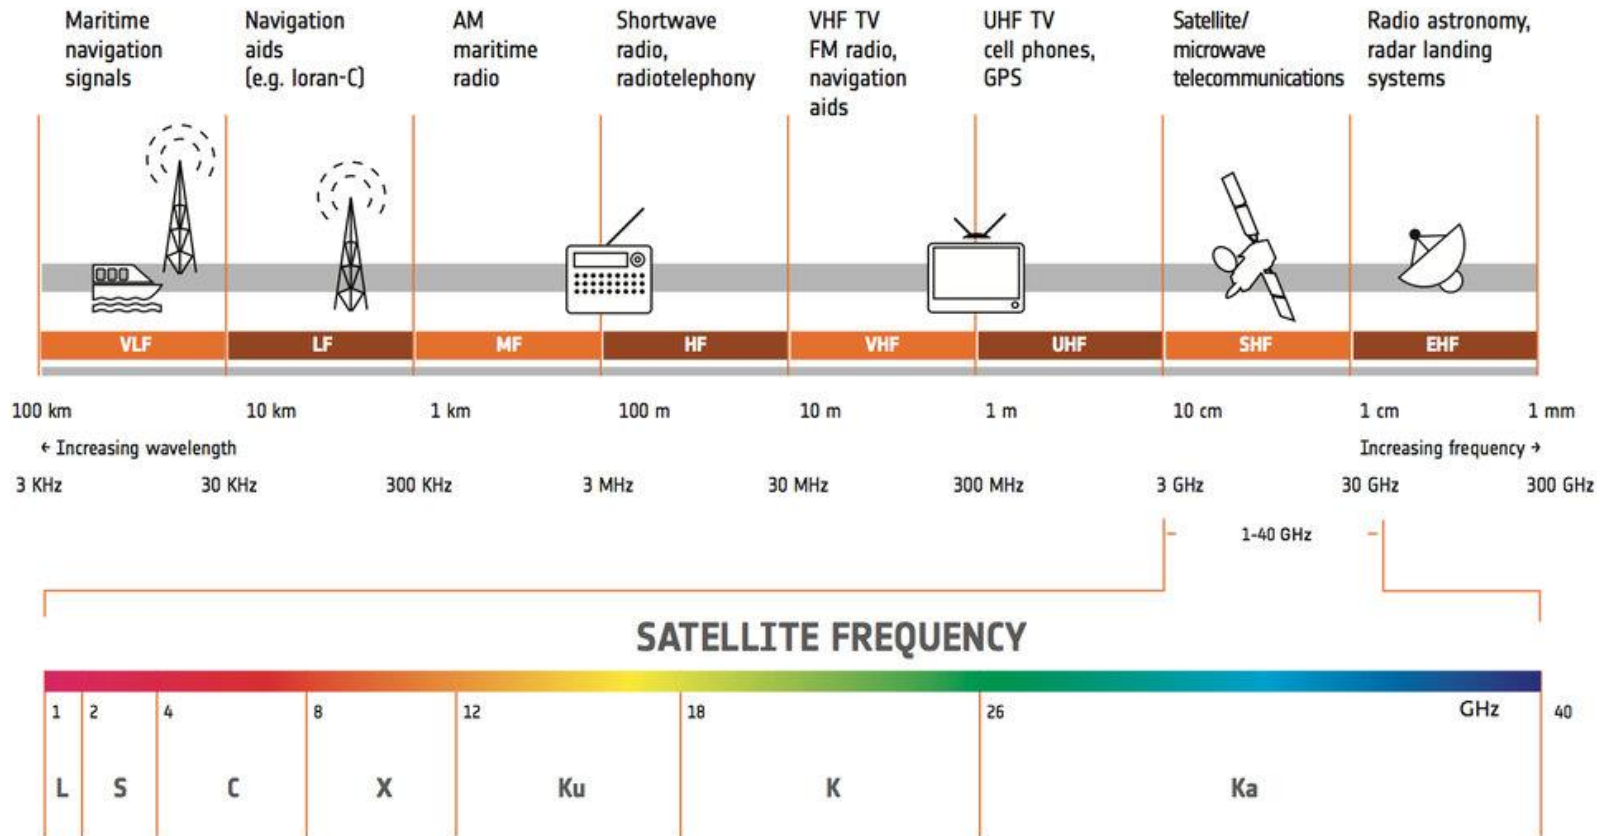 Maritime
navigation
signals
Navigation
aids
(e.g. loran-C)
AM
maritime
radio
Shortwave
radio,
radiotelephony
VHF TV
FM radio,
navigation
aids
UHF TV
cell phones,
GPS
Satellite/
microwave
telecommunications
Radio astronomy,
radar landing
systems
VLF LF MF HF VHF UHF SHF EHF
100 km 10 km 1 km 100 m 10 m 1 m 10 cm 1 cm 1 mm
← Increasing wavelength Increasing frequency →
3 KHz 30 KHz 300 KHz 3 MHz 30 MHz 300 MHz 3 GHz 30 GHz 300 GHz
1-40 GHz
SATELLITE FREQUENCY
1 2 4 8 12 18 26 GHz 40
L S C X Ku K Ka